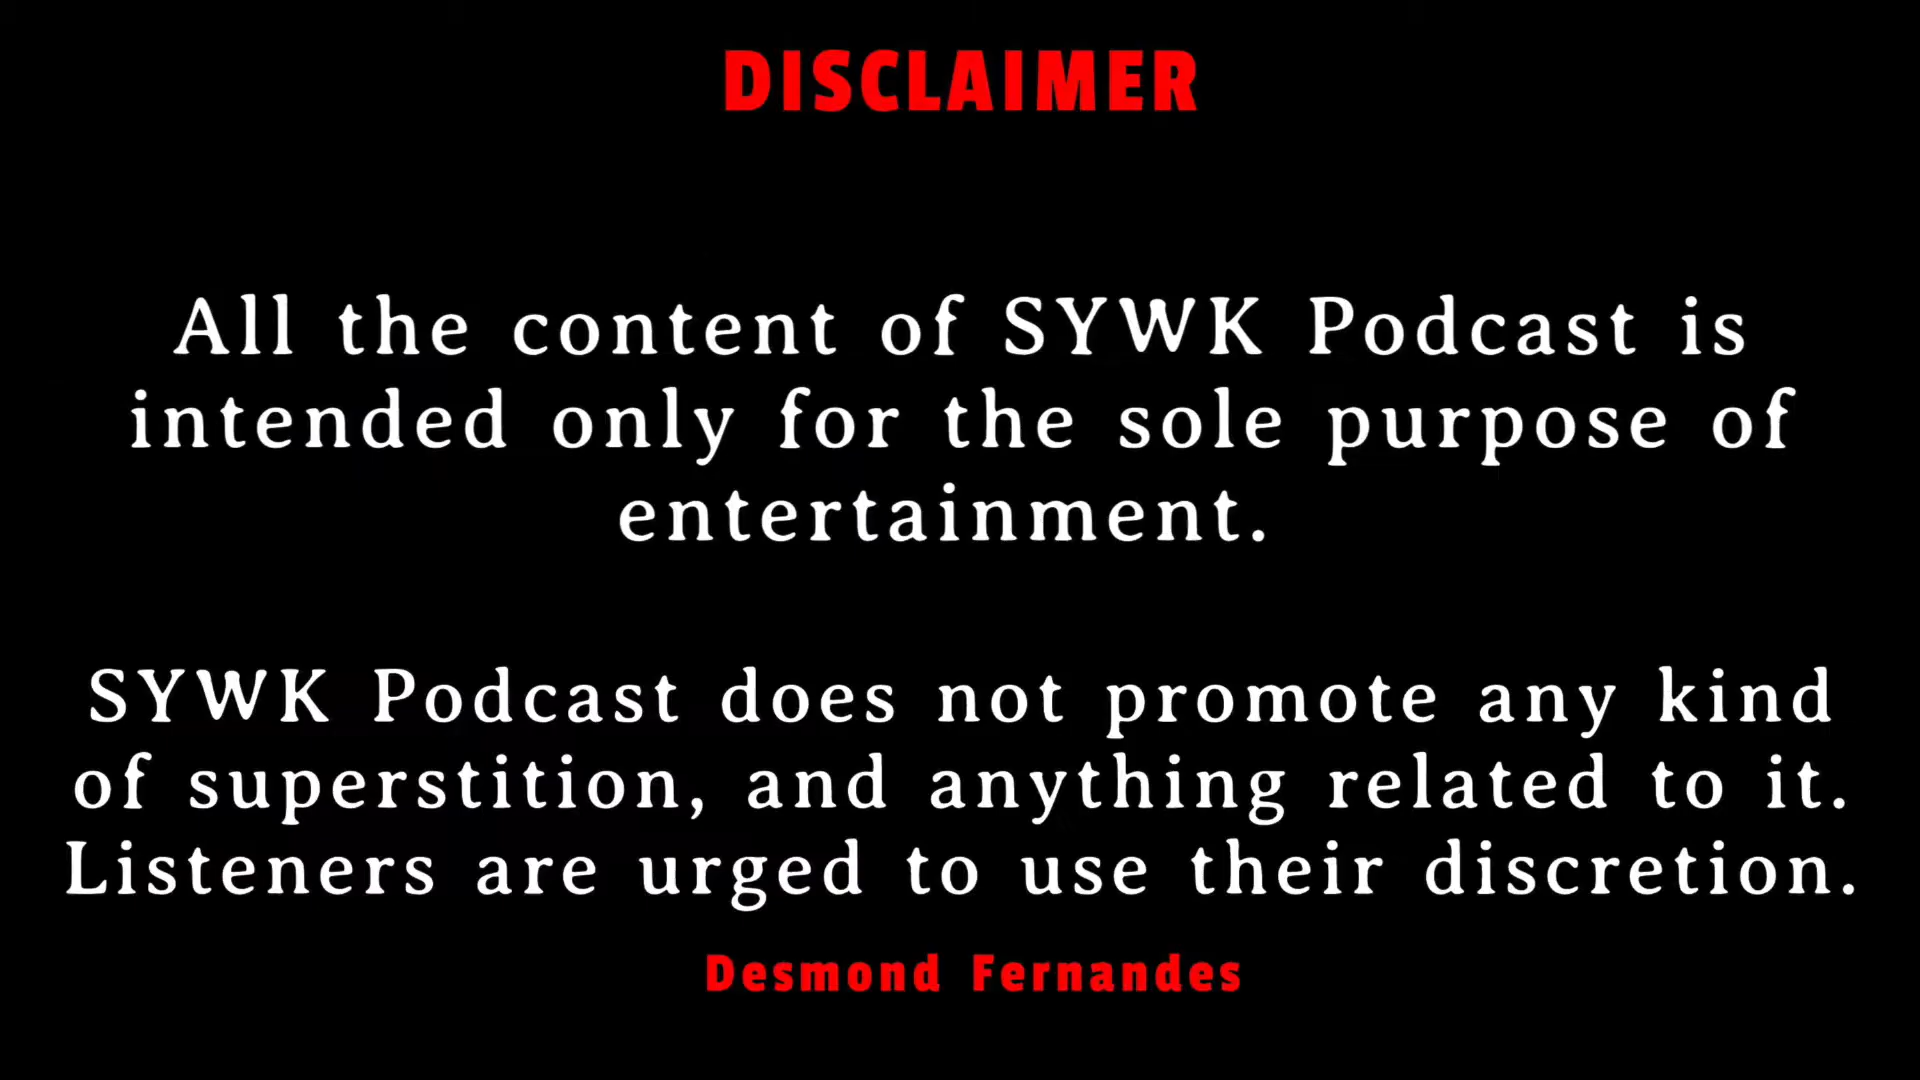 DISCLAIMER
All the content of SYWK Podcast is
intended only for the sole purpose of
entertainment.
SYWK Podcast does not promote any kind
of superstition, and anything related to it.
Listeners are urged to use their discretion.
Desmond Fernandes